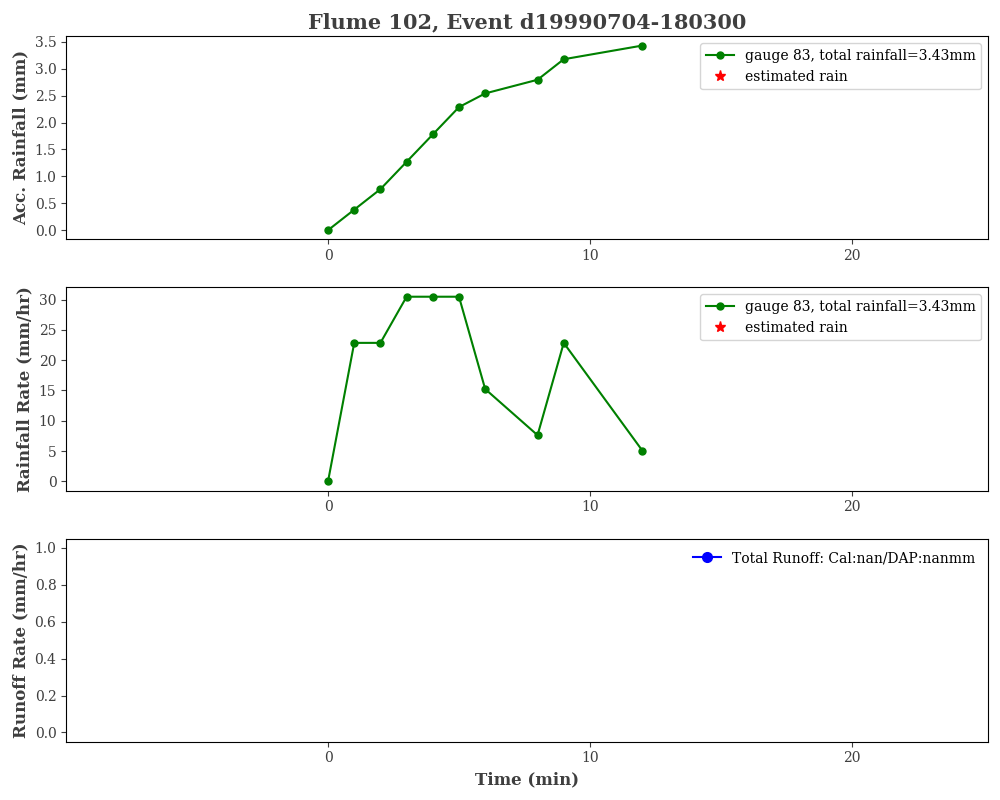 Flume 102, Event d19990704-180300
Acc. Rainfall (mm)
3.5
3.0
2.5
2.0
1.5
1.0
0.5
0.0
gauge 83, total rainfall=3.43mm
estimated rain
0 10 20
Rainfall Rate (mm/hr)
30
25
20
15
10
5
0
gauge 83, total rainfall=3.43mm
estimated rain
0 10 20
Runoff Rate (mm/hr)
1.0
0.8
0.6
0.4
0.2
0.0
Total Runoff: Cal:nan/DAP:nanmm
0 10 20
Time (min)